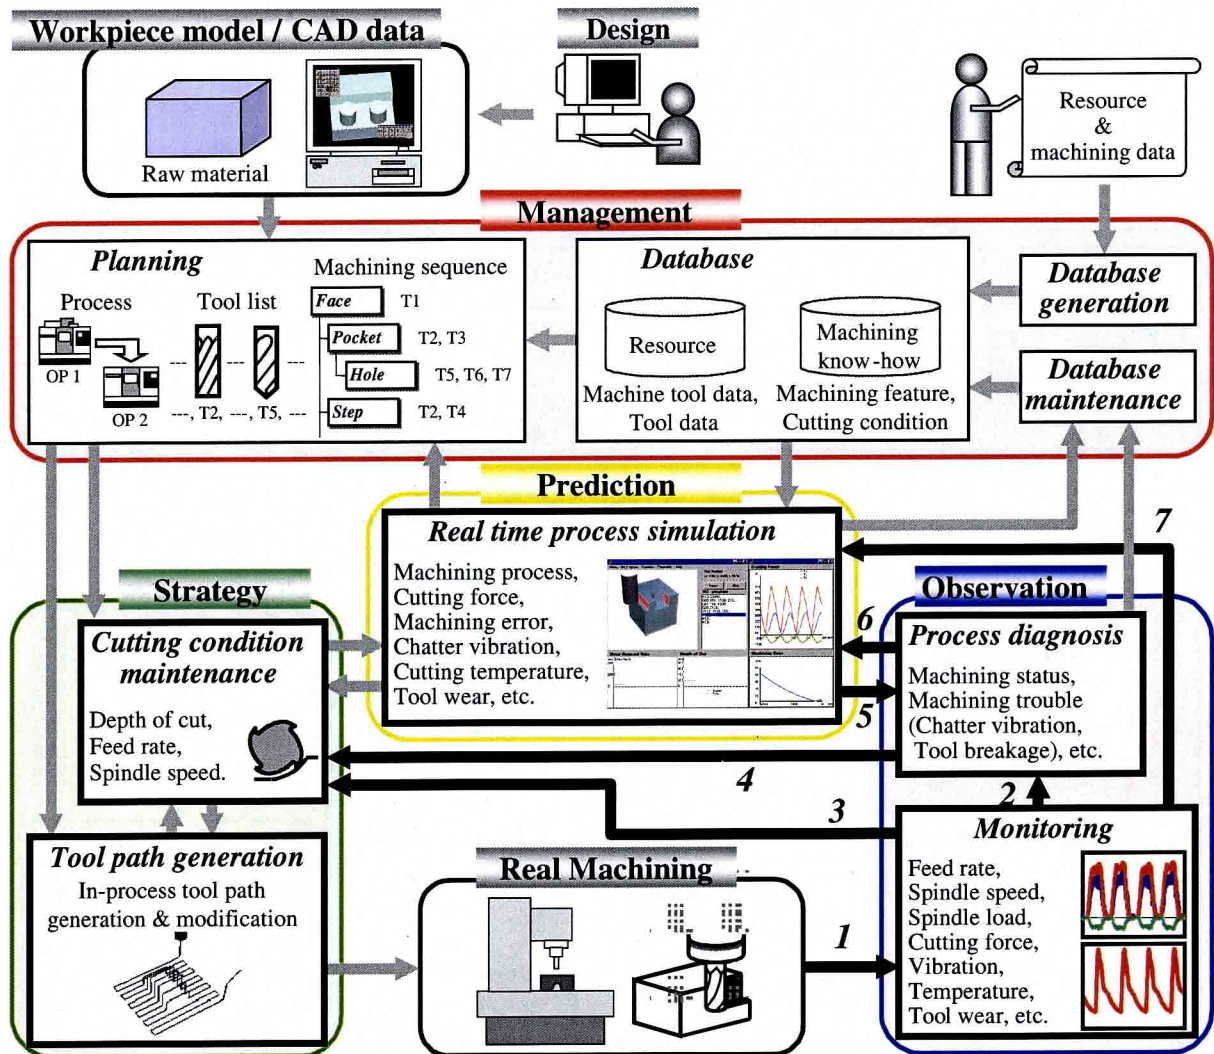 Workpiece model / CAD data
Raw material
Design
Resource
&
machining data
Management
Planning
Process
OP 1
OP 2
Tool list
---, T2, ---, T5, ---
Machining sequence
Face T1
Pocket T2, T3
Hole T5, T6, T7
Step T2, T4
Database
Resource
Machine tool data,
Tool data
Machining
know-how
Machining feature,
Cutting condition
Database
generation
Database
maintenance
Prediction
Real time process simulation
Machining process,
Cutting force,
Machining error,
Chatter vibration,
Cutting temperature,
Tool wear, etc.
Strategy
Cutting condition
maintenance
Depth of cut,
Feed rate,
Spindle speed.
Tool path generation
In-process tool path
generation & modification
Real Machining
Observation
Process diagnosis
Machining status,
Machining trouble
(Chatter vibration,
Tool breakage), etc.
Monitoring
Feed rate,
Spindle speed,
Spindle load,
Cutting force,
Vibration,
Temperature,
Tool wear, etc.
1
2
3
4
5
6
7